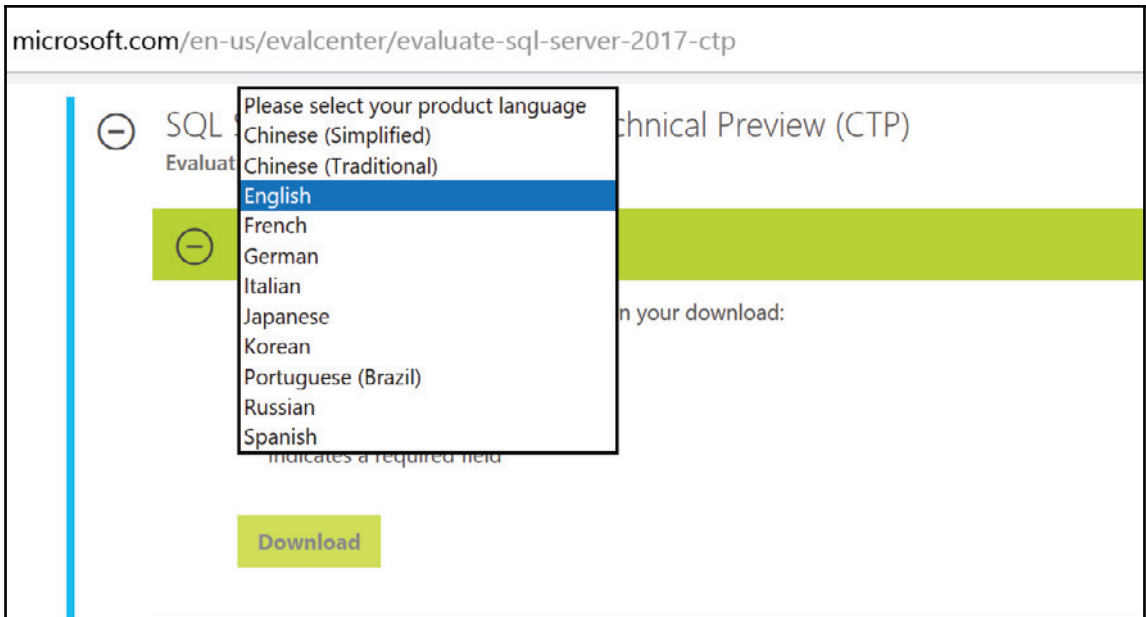 microsoft.com/en-us/evalcenter/evaluate-sql-server-2017-ctp
SQL chnical Preview (CTP)
Evaluat
Please select your product language
Chinese (Simplified)
Chinese (Traditional)
English
French
German
Italian
Japanese
Korean
Portuguese (Brazil)
Russian
Spanish
n your download:
indicates a required field
Download